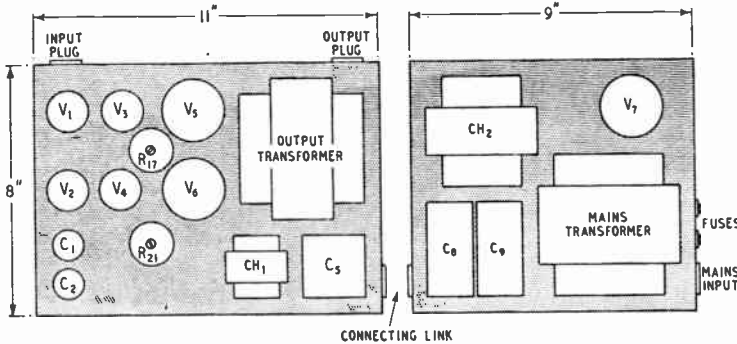 11"
9"
INPUT
PLUG
OUTPUT
PLUG
8"
V1
V3
V5
R17
OUTPUT
TRANSFORMER
V2
V4
V6
C1
R21
C2
CH1
C5
CH2
V7
MAINS
TRANSFORMER
C8
C9
FUSES
MAINS
INPUT
CONNECTING LINK